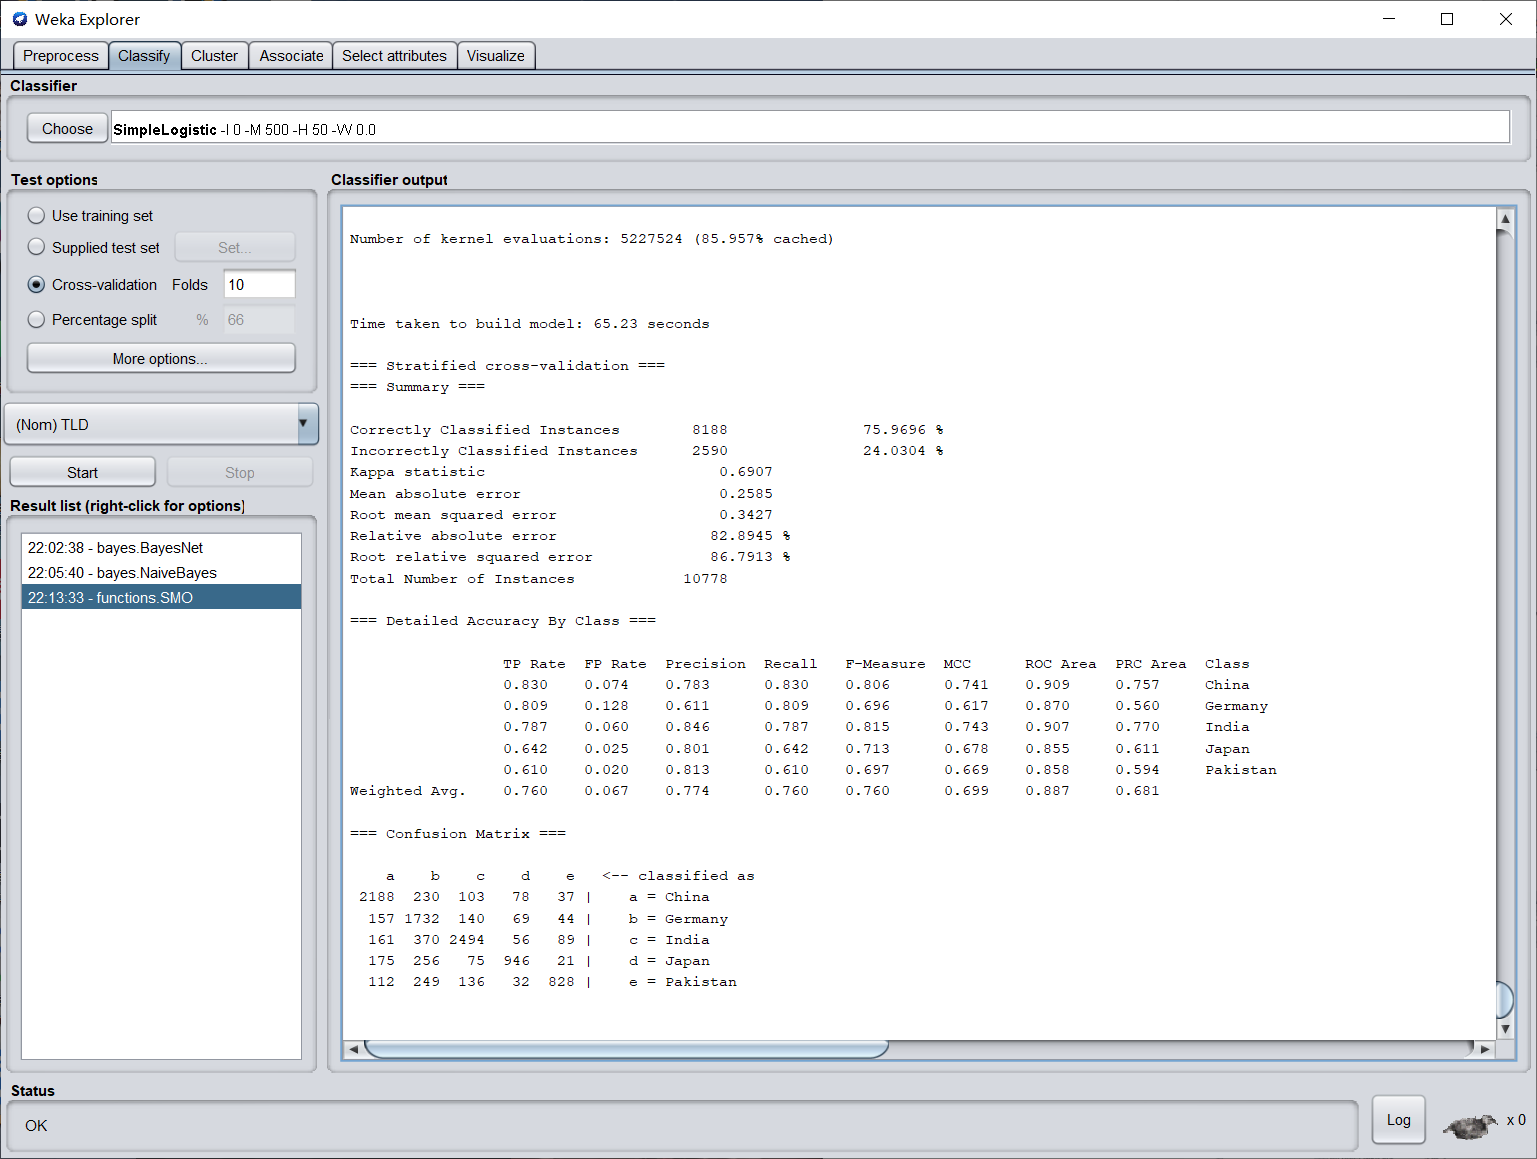 Weka Explorer
Preprocess Classify Cluster Associate Select attributes Visualize
Classifier
Choose SimpleLogistic -I 0 -M 500 -H 50 -W 0.0
Test options
Use training set
Supplied test set Set...
Cross-validation Folds 10
Percentage split % 66
More options...
(Nom) TLD
Start Stop
Result list (right-click for options)
22:02:38 - bayes.BayesNet
22:05:40 - bayes.NaiveBayes
22:13:33 - functions.SMO
Classifier output
Number of kernel evaluations: 5227524 (85.957% cached)
Time taken to build model: 65.23 seconds
=== Stratified cross-validation ===
=== Summary ===
Correctly Classified Instances 8188 75.9696 %
Incorrectly Classified Instances 2590 24.0304 %
Kappa statistic 0.6907
Mean absolute error 0.2585
Root mean squared error 0.3427
Relative absolute error 82.8945 %
Root relative squared error 86.7913 %
Total Number of Instances 10778
=== Detailed Accuracy By Class ===
TP Rate FP Rate Precision Recall F-Measure MCC ROC Area PRC Area Class
0.830 0.074 0.783 0.830 0.806 0.741 0.909 0.757 China
0.809 0.128 0.611 0.809 0.696 0.617 0.870 0.560 Germany
0.787 0.060 0.846 0.787 0.815 0.743 0.907 0.770 India
0.642 0.025 0.801 0.642 0.713 0.678 0.855 0.611 Japan
0.610 0.020 0.813 0.610 0.697 0.669 0.858 0.594 Pakistan
Weighted Avg. 0.760 0.067 0.774 0.760 0.760 0.699 0.887 0.681
=== Confusion Matrix ===
a b c d e <-- classified as
2188 230 103 78 37 | a = China
157 1732 140 69 44 | b = Germany
161 370 2494 56 89 | c = India
175 256 75 946 21 | d = Japan
112 249 136 32 828 | e = Pakistan
Status
OK
Log
x 0